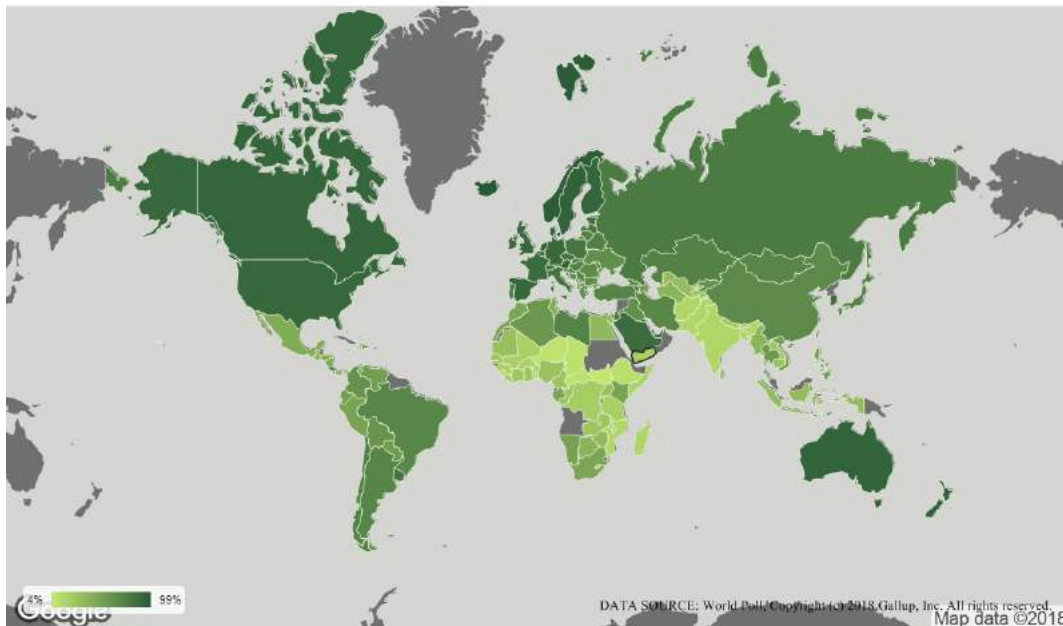 4%
99%
Google
DATA SOURCE: World Poll, Copyright (c) 2018 Gallup, Inc. All rights reserved.
Map data ©2018